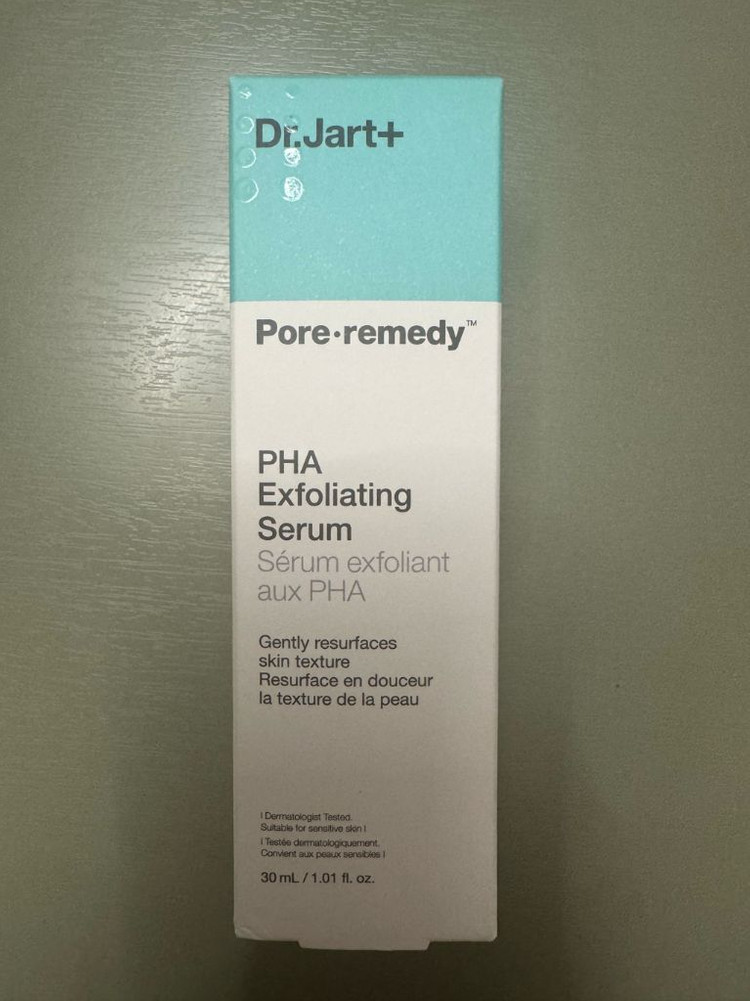 Dr.Jart+
Pore·remedy™
PHA
Exfoliating
Serum
Sérum exfoliant
aux PHA
Gently resurfaces
skin texture
Resurface en douceur
la texture de la peau
I Dermatologist Tested.
Suitable for sensitive skin I
I Testée dermatologiquement.
Convient aux peaux sensibles I
30 mL / 1.01 fl. oz.